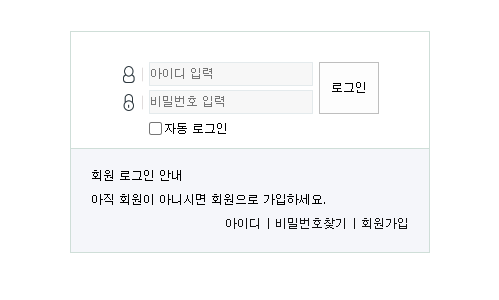 아이디 입력
비밀번호 입력
로그인
자동 로그인
회원 로그인 안내
아직 회원이 아니시면 회원으로 가입하세요.
아이디 | 비밀번호찾기 | 회원가입